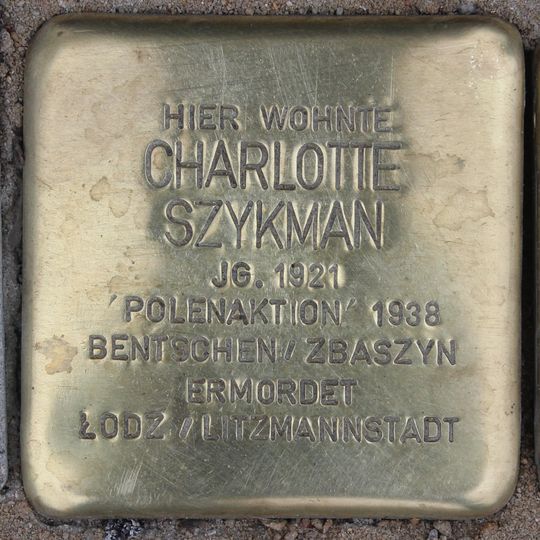 HIER WOHNTE
CHARLOTTE
SZYKMAN
JG. 1921
'POLENAKTION' 1938
BENTSCHEN / ZBASZYN
ERMORDET
ŁODZ / LITZMANNSTADT